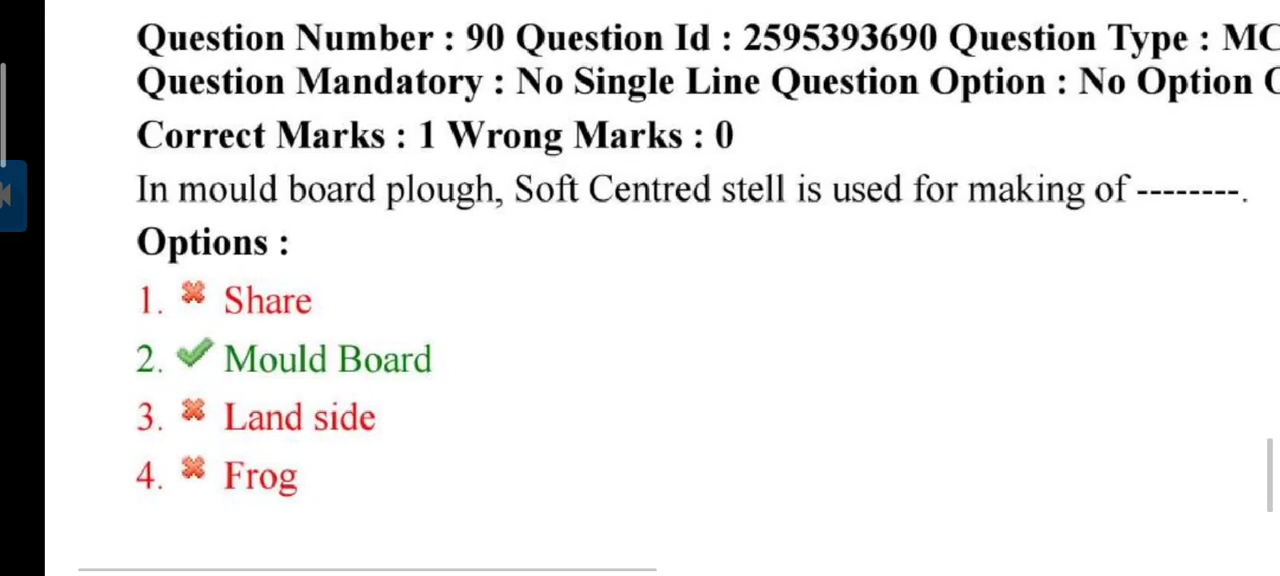 Question Number : 90 Question Id : 2595393690 Question Type : MC
Question Mandatory : No Single Line Question Option : No Option
Correct Marks : 1 Wrong Marks : 0
In mould board plough, Soft Centred stell is used for making of --------.
Options :
1. Share
2. Mould Board
3. Land side
4. Frog